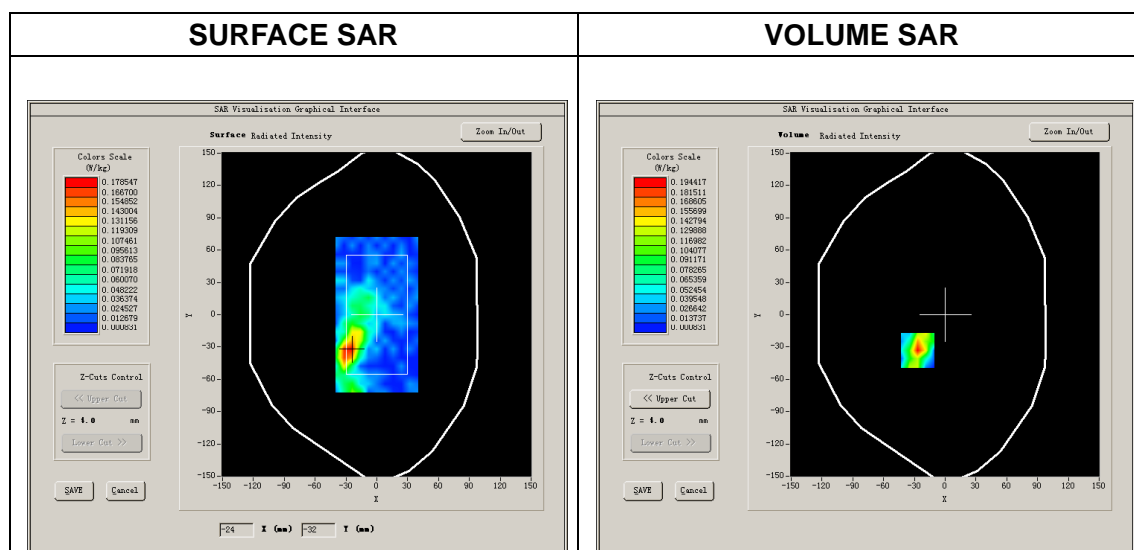 SURFACE SAR
VOLUME SAR
SAR Visualisation Graphical Interface
Surface Radiated Intensity
Zoom In/Out
Colors Scale
(W/kg)
0.178547
0.166700
0.154852
0.143004
0.131156
0.119309
0.107461
0.095613
0.083765
0.071918
0.060070
0.048222
0.036374
0.024527
0.012679
0.000831
Z-Cuts Control
<< Upper Cut
Z = 4.0 mm
Lower Cut >>
SAVE Cancel
150
120
90
60
30
0
-30
-60
-90
-120
-150
Y
-150 -120 -90 -60 -30 0 30 60 90 120 150
X
-24 X (mm) -32 Y (mm)
SAR Visualisation Graphical Interface
Volume Radiated Intensity
Zoom In/Out
Colors Scale
(W/kg)
0.194417
0.181511
0.168605
0.155699
0.142794
0.129888
0.116982
0.104077
0.091171
0.078265
0.065359
0.052454
0.039548
0.026642
0.013737
0.000831
Z-Cuts Control
<< Upper Cut
Z = 4.0 mm
Lower Cut >>
SAVE Cancel
150
120
90
60
30
0
-30
-60
-90
-120
-150
Y
-150 -120 -90 -60 -30 0 30 60 90 120 150
X